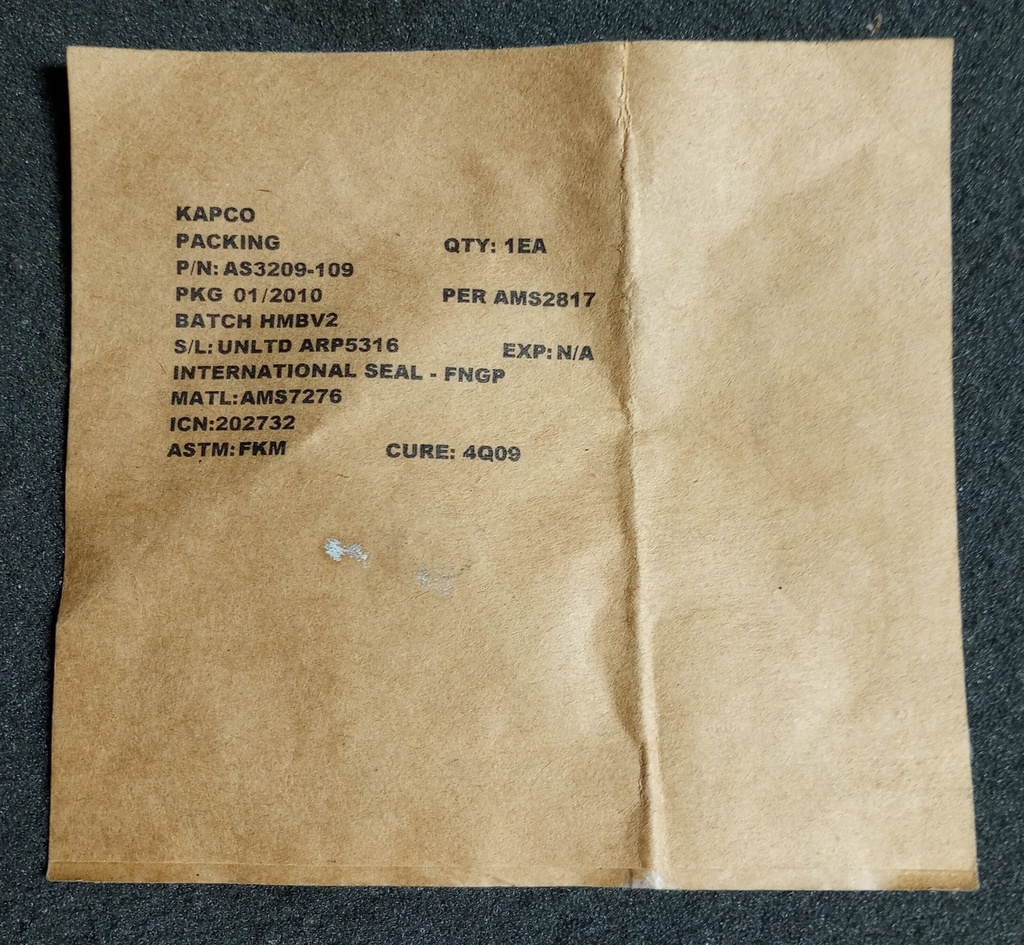 KAPCO
PACKING QTY: 1EA
P/N: AS3209-109
PKG 01/2010 PER AMS2817
BATCH HMBV2
S/L: UNLTD ARP5316 EXP: N/A
INTERNATIONAL SEAL - FNGP
MATL: AMS7276
ICN:202732
ASTM: FKM CURE: 4Q09